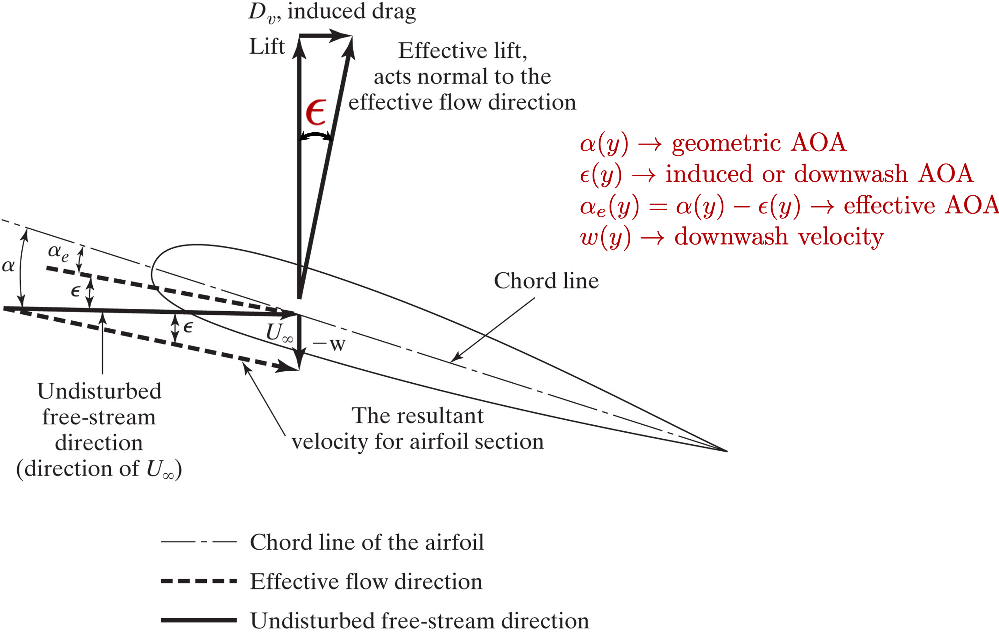 D_v, induced drag
Lift
Effective lift,
acts normal to the
effective flow direction
ϵ
α(y) → geometric AOA
ϵ(y) → induced or downwash AOA
α_e(y) = α(y) − ϵ(y) → effective AOA
w(y) → downwash velocity
α_e
α
ϵ
Chord line
U_∞
ϵ
−w
Undisturbed
free-stream
direction
(direction of U_∞)
The resultant
velocity for airfoil section
Chord line of the airfoil
Effective flow direction
Undisturbed free-stream direction